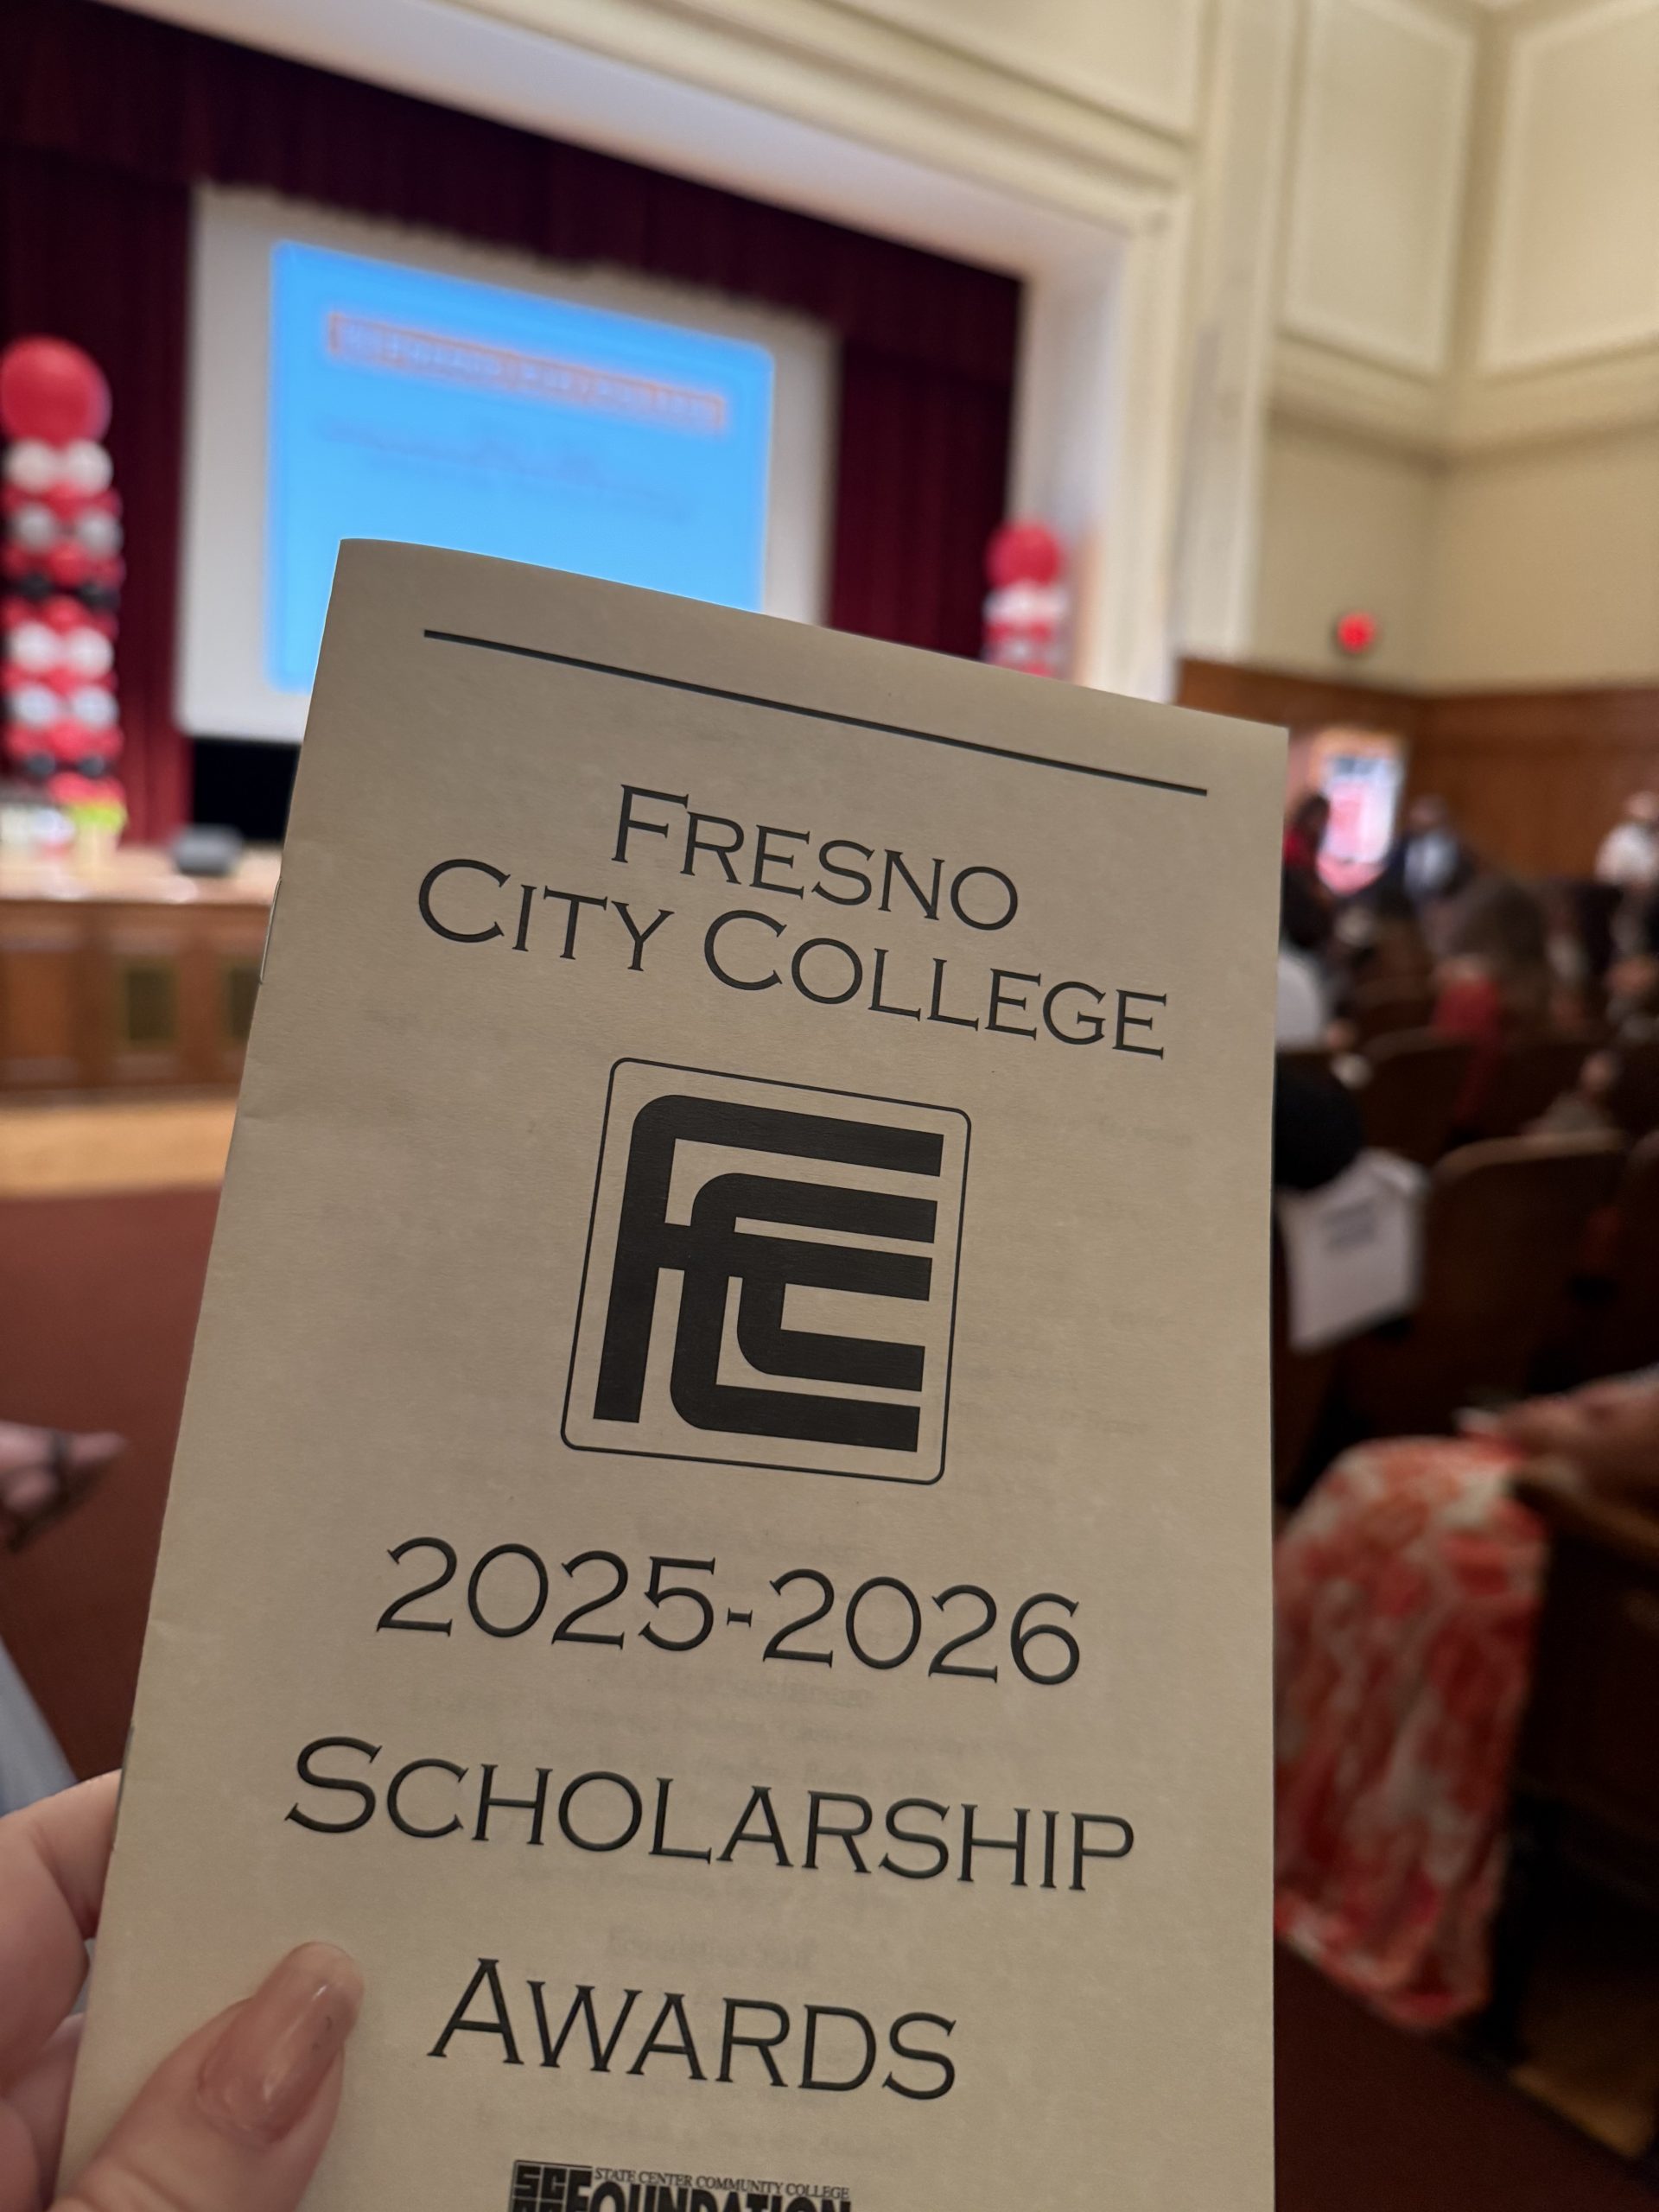 FRESNO
CITY COLLEGE
FCC
2025-2026
SCHOLARSHIP
AWARDS
STATE CENTER COMMUNITY COLLEGE
FOUNDATION